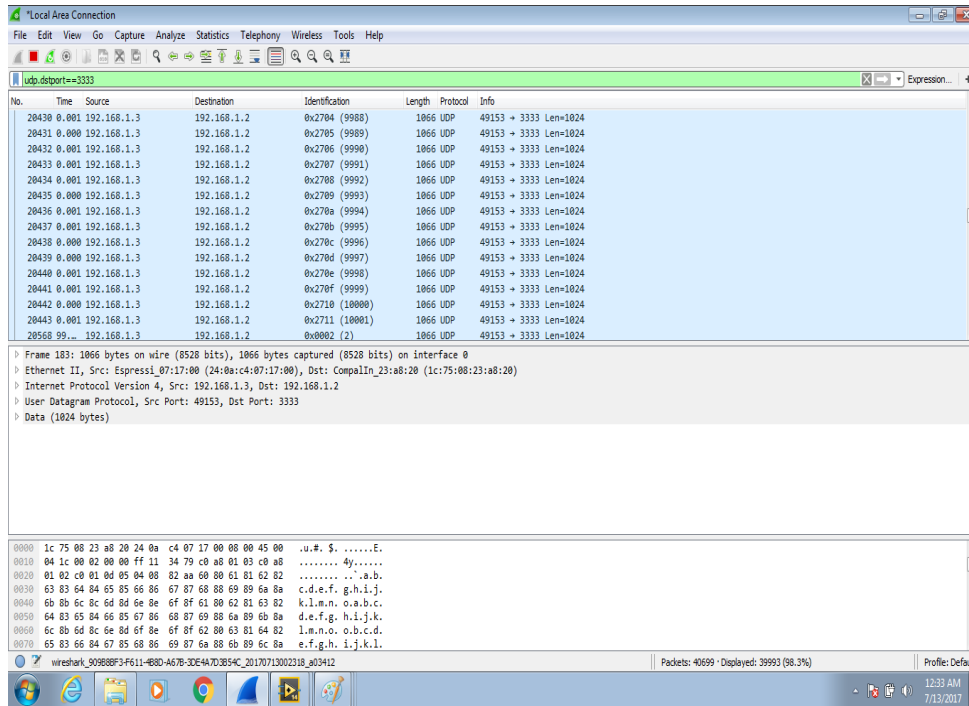 *Local Area Connection
File Edit View Go Capture Analyze Statistics Telephony Wireless Tools Help
udp.dstport==3333 Expression... +
No. Time Source Destination Identification Length Protocol Info
20430 0.001 192.168.1.3 192.168.1.2 0x2704 (9988) 1066 UDP 49153 → 3333 Len=1024
20431 0.000 192.168.1.3 192.168.1.2 0x2705 (9989) 1066 UDP 49153 → 3333 Len=1024
20432 0.001 192.168.1.3 192.168.1.2 0x2706 (9990) 1066 UDP 49153 → 3333 Len=1024
20433 0.001 192.168.1.3 192.168.1.2 0x2707 (9991) 1066 UDP 49153 → 3333 Len=1024
20434 0.001 192.168.1.3 192.168.1.2 0x2708 (9992) 1066 UDP 49153 → 3333 Len=1024
20435 0.000 192.168.1.3 192.168.1.2 0x2709 (9993) 1066 UDP 49153 → 3333 Len=1024
20436 0.001 192.168.1.3 192.168.1.2 0x270a (9994) 1066 UDP 49153 → 3333 Len=1024
20437 0.001 192.168.1.3 192.168.1.2 0x270b (9995) 1066 UDP 49153 → 3333 Len=1024
20438 0.000 192.168.1.3 192.168.1.2 0x270c (9996) 1066 UDP 49153 → 3333 Len=1024
20439 0.000 192.168.1.3 192.168.1.2 0x270d (9997) 1066 UDP 49153 → 3333 Len=1024
20440 0.001 192.168.1.3 192.168.1.2 0x270e (9998) 1066 UDP 49153 → 3333 Len=1024
20441 0.001 192.168.1.3 192.168.1.2 0x270f (9999) 1066 UDP 49153 → 3333 Len=1024
20442 0.000 192.168.1.3 192.168.1.2 0x2710 (10000) 1066 UDP 49153 → 3333 Len=1024
20443 0.001 192.168.1.3 192.168.1.2 0x2711 (10001) 1066 UDP 49153 → 3333 Len=1024
20568 99... 192.168.1.3 192.168.1.2 0x0002 (2) 1066 UDP 49153 → 3333 Len=1024
Frame 183: 1066 bytes on wire (8528 bits), 1066 bytes captured (8528 bits) on interface 0
Ethernet II, Src: Espressi_07:17:00 (24:0a:c4:07:17:00), Dst: CompalIn_23:a8:20 (1c:75:08:23:a8:20)
Internet Protocol Version 4, Src: 192.168.1.3, Dst: 192.168.1.2
User Datagram Protocol, Src Port: 49153, Dst Port: 3333
Data (1024 bytes)
0000 1c 75 08 23 a8 20 24 0a c4 07 17 00 08 00 45 00 .u.#. $. ......E.
0010 04 1c 00 02 00 00 ff 11 34 79 c0 a8 01 03 c0 a8 ........ 4y......
0020 01 02 c0 01 0d 05 04 08 82 aa 60 80 61 81 62 82 ........ ..`.a.b.
0030 63 83 64 84 65 85 66 86 67 87 68 88 69 89 6a 8a c.d.e.f. g.h.i.j.
0040 6b 8b 6c 8c 6d 8d 6e 8e 6f 8f 61 80 62 81 63 82 k.l.m.n. o.a.b.c.
0050 64 83 65 84 66 85 67 86 68 87 69 88 6a 89 6b 8a d.e.f.g. h.i.j.k.
0060 6c 8b 6d 8c 6e 8d 6f 8e 6f 8f 62 80 63 81 64 82 l.m.n.o. o.b.c.d.
0070 65 83 66 84 67 85 68 86 69 87 6a 88 6b 89 6c 8a e.f.g.h. i.j.k.l.
wireshark_909B8BF3-F611-4B8D-A67B-3DE4A7D3B54C_20170713002318_a03412 Packets: 40699 · Displayed: 39993 (98.3%) Profile: Defau
12:33 AM
7/13/2017